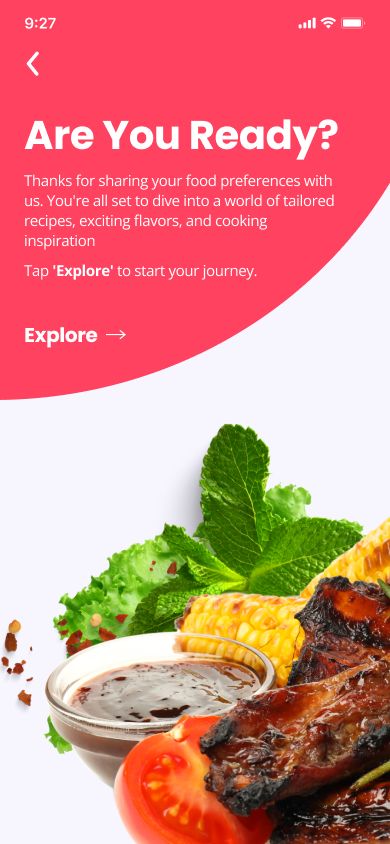 9:27
Are You Ready?
Thanks for sharing your food preferences with
us. You're all set to dive into a world of tailored
recipes, exciting flavors, and cooking
inspiration
Tap 'Explore' to start your journey.
Explore